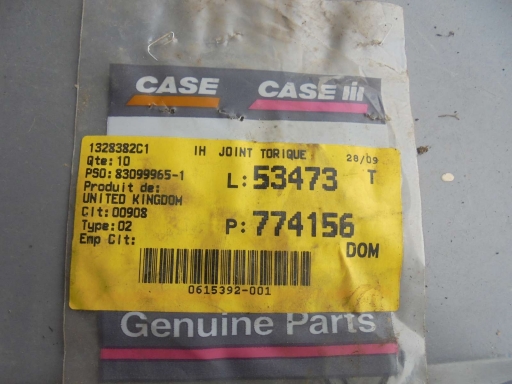 CASE CASE IH
1328382C1 IH JOINT TORIQUE 28/09
Qte: 10
PSO: 83099965-1 L: 53473 T
Produit de:
UNITED KINGDOM
Clt: 00908
Type: 02 P: 774156
Emp Clt: DOM
0615392-001
Genuine Parts